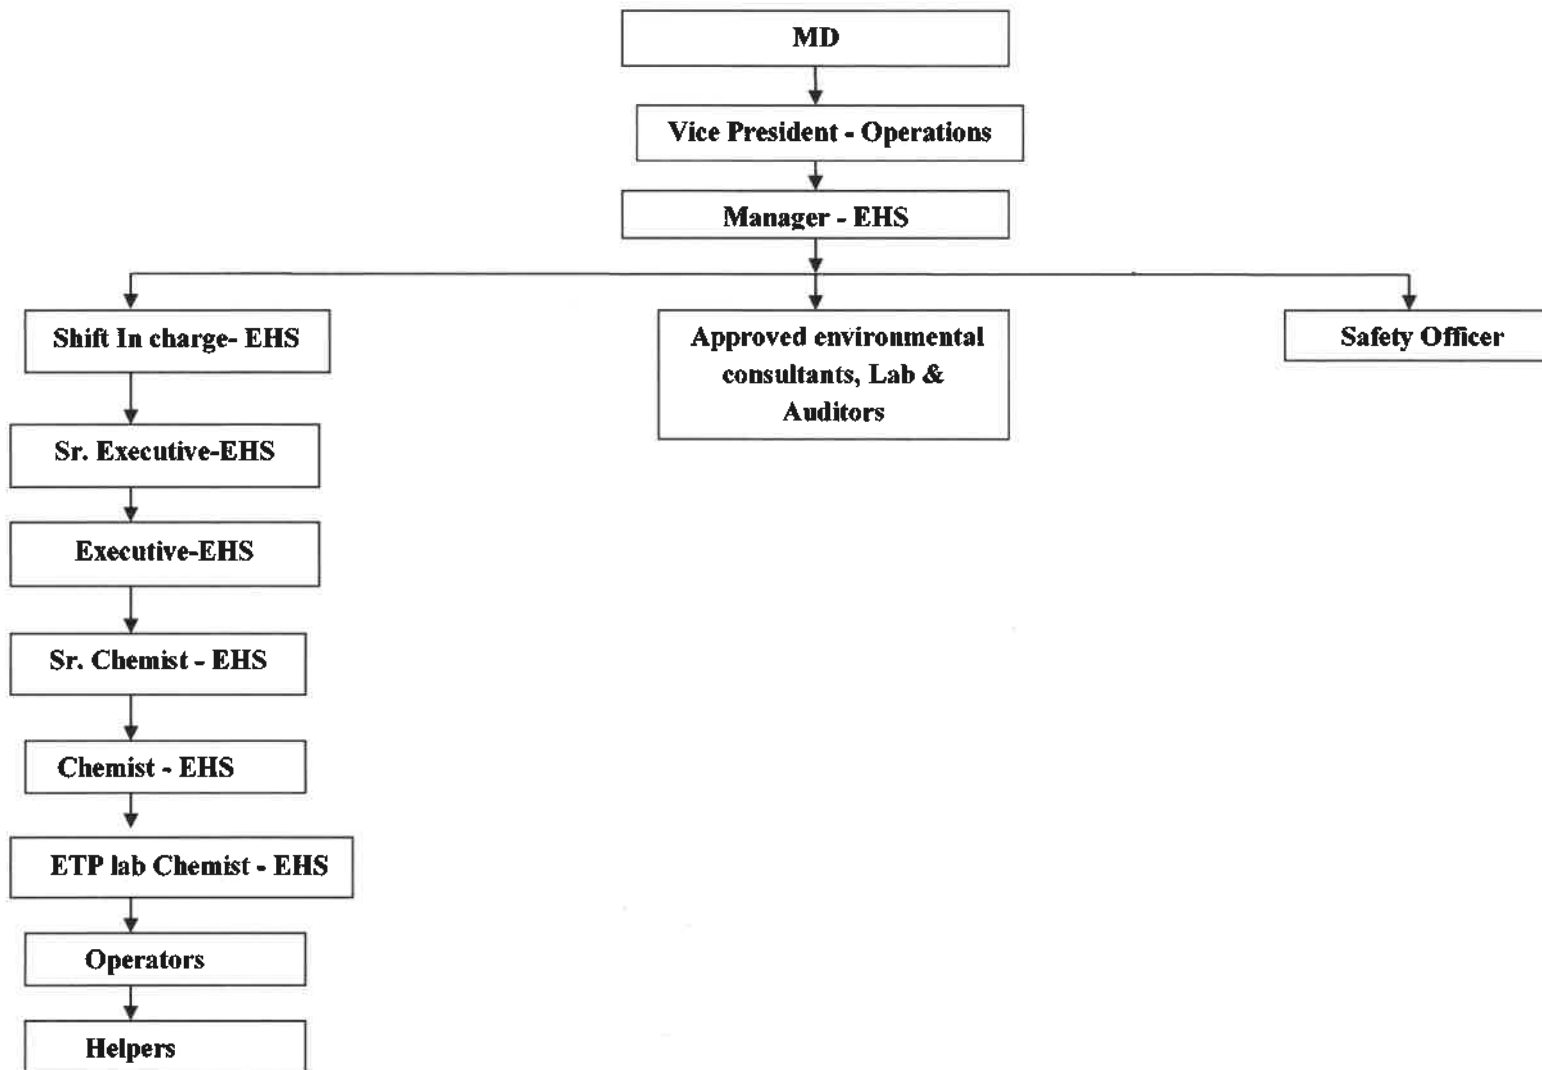 MD
Vice President - Operations
Manager - EHS
Shift In charge- EHS
Approved environmental
consultants, Lab &
Auditors
Safety Officer
Sr. Executive-EHS
Executive-EHS
Sr. Chemist - EHS
Chemist - EHS
ETP lab Chemist - EHS
Operators
Helpers